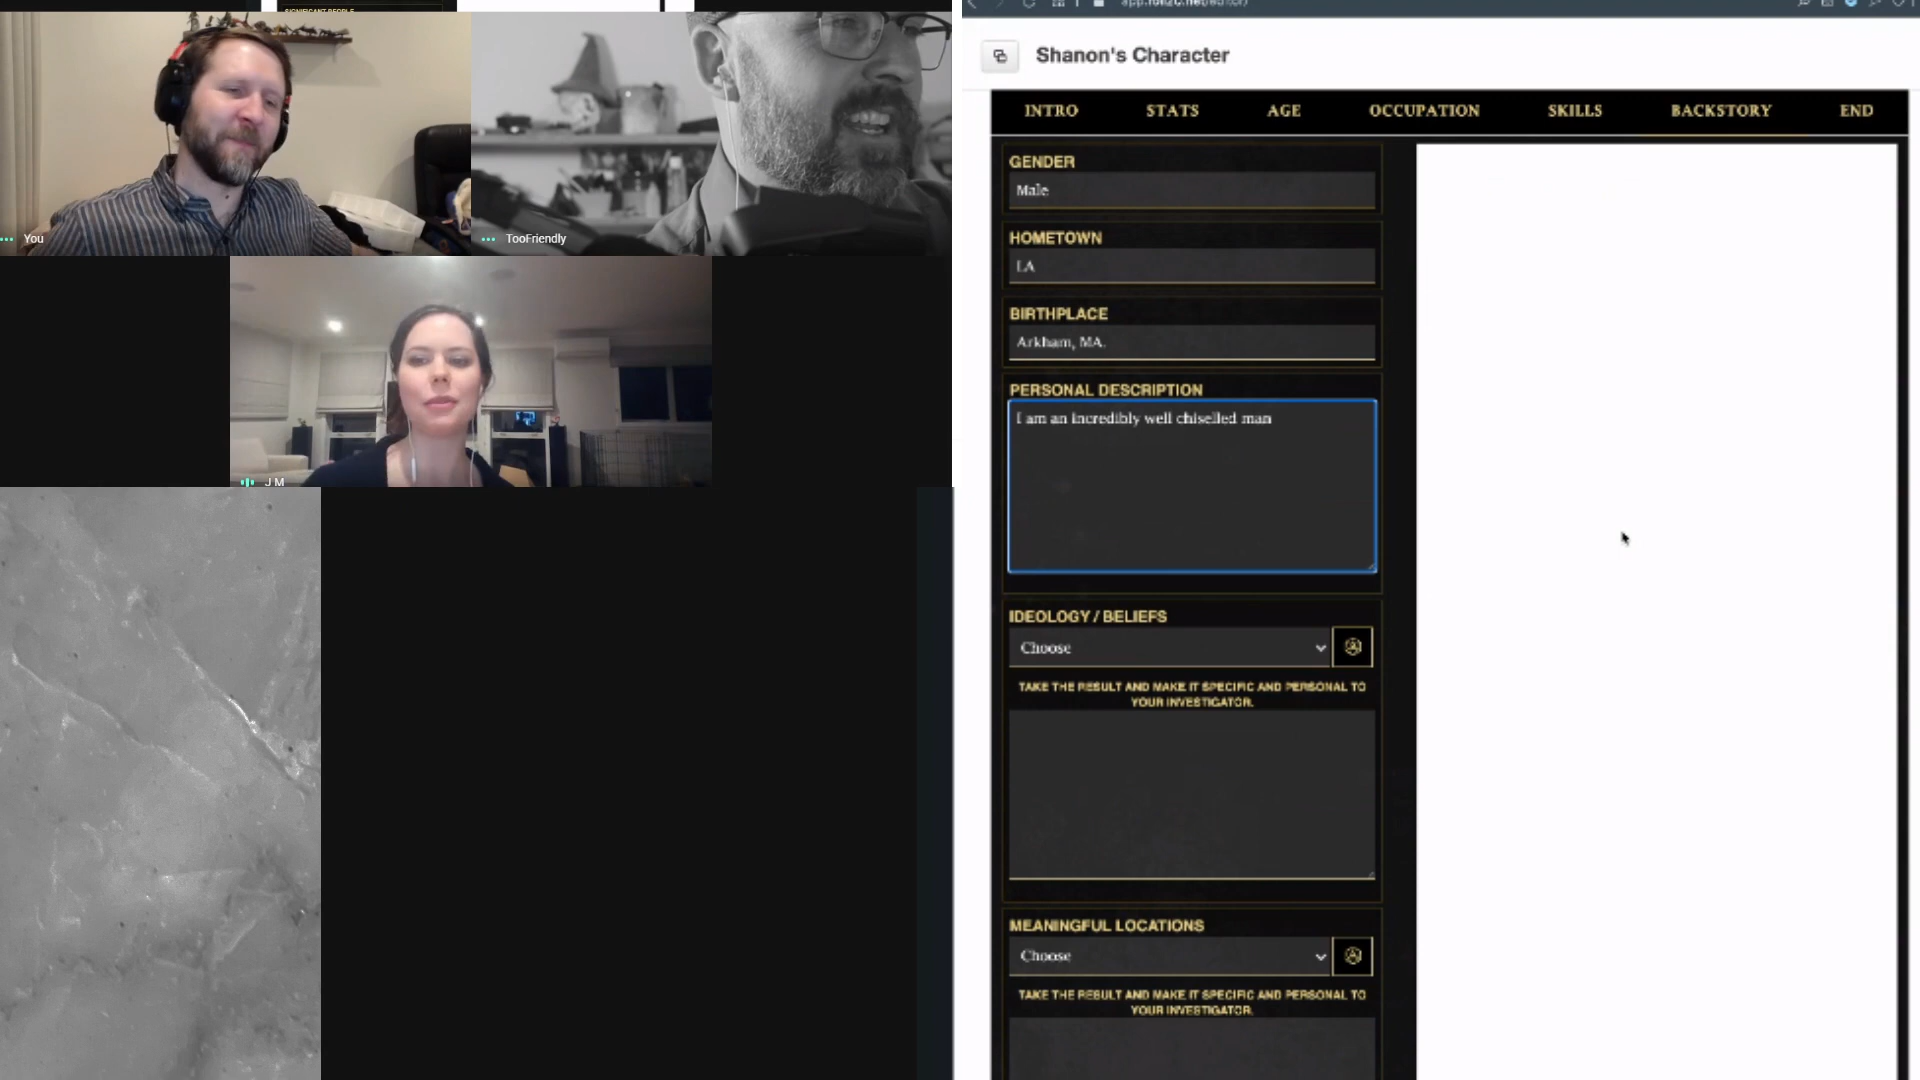 SIGNIFICANT PEOPLE
You
TooFriendly
J M
Shanon's Character
INTRO STATS AGE OCCUPATION SKILLS BACKSTORY END
GENDER
Male
HOMETOWN
LA
BIRTHPLACE
Arkham, MA.
PERSONAL DESCRIPTION
I am an incredibly well chiselled man
IDEOLOGY / BELIEFS
Choose
TAKE THE RESULT AND MAKE IT SPECIFIC AND PERSONAL TO
YOUR INVESTIGATOR.
MEANINGFUL LOCATIONS
Choose
TAKE THE RESULT AND MAKE IT SPECIFIC AND PERSONAL TO
YOUR INVESTIGATOR.